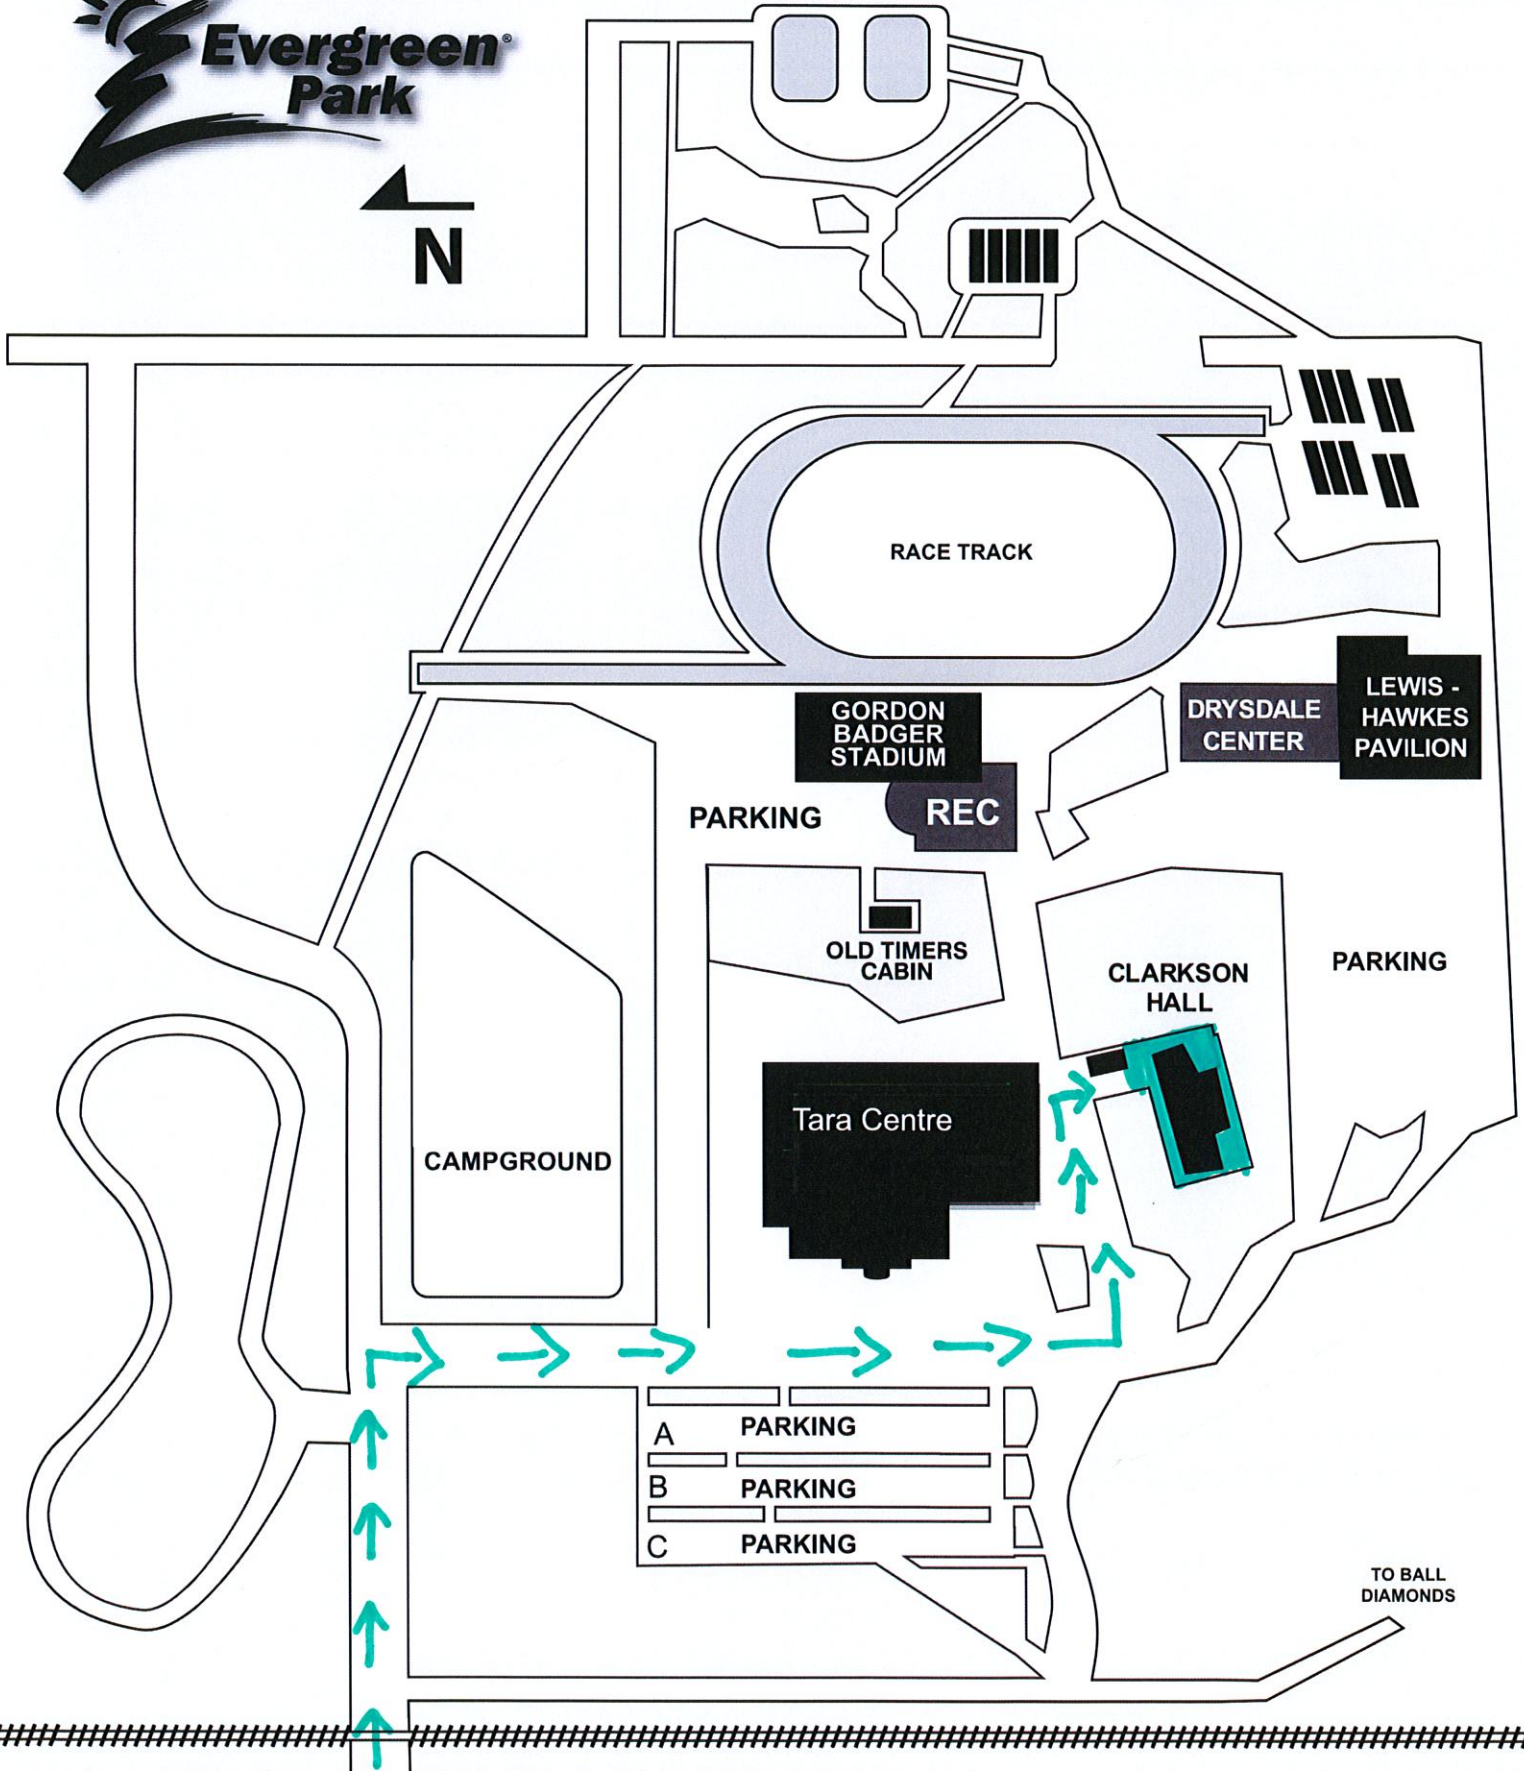 Evergreen®
Park
N
RACE TRACK
GORDON
BADGER
STADIUM
DRYSDALE
CENTER
LEWIS -
HAWKES
PAVILION
PARKING
REC
OLD TIMERS
CABIN
CLARKSON
HALL
PARKING
Tara Centre
CAMPGROUND
A PARKING
B PARKING
C PARKING
TO BALL
DIAMONDS